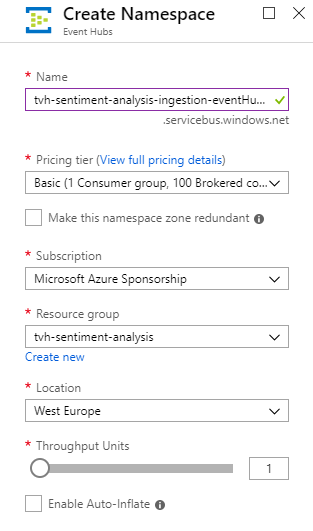 Create Namespace
Event Hubs
* Name
tvh-sentiment-analysis-ingestion-eventHu...
.servicebus.windows.net
* Pricing tier (View full pricing details)
Basic (1 Consumer group, 100 Brokered co...
Make this namespace zone redundant
* Subscription
Microsoft Azure Sponsorship
* Resource group
tvh-sentiment-analysis
Create new
* Location
West Europe
* Throughput Units
1
Enable Auto-Inflate